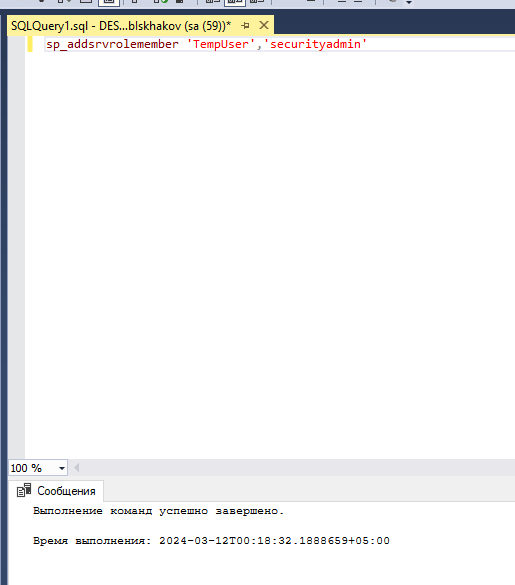 SQLQuery1.sql - DES...blskhakov (sa (59))*
sp_addsrvrolemember 'TempUser','securityadmin'
100 %
Сообщения
Выполнение команд успешно завершено.
Время выполнения: 2024-03-12T00:18:32.1888659+05:00